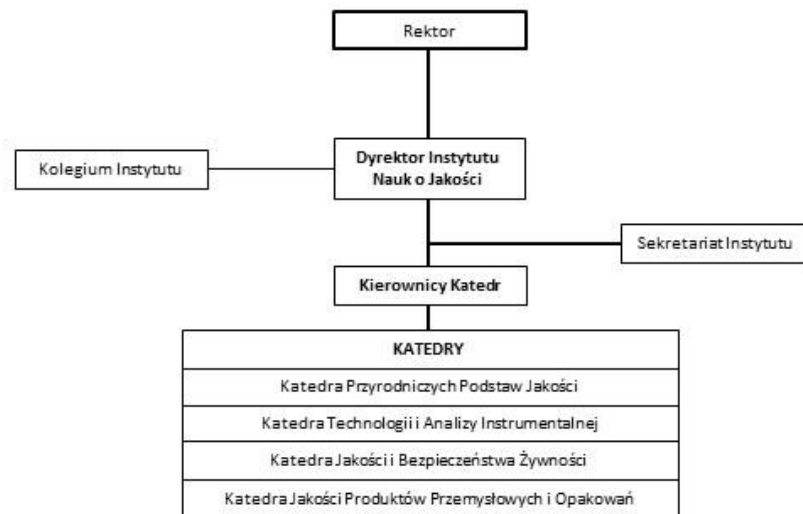 Rektor
Dyrektor Instytutu
Nauk o Jakości
Kolegium Instytutu
Sekretariat Instytutu
Kierownicy Katedr
KATEDRY
Katedra Przyrodniczych Podstaw Jakości
Katedra Technologii i Analizy Instrumentalnej
Katedra Jakości i Bezpieczeństwa Żywności
Katedra Jakości Produktów Przemysłowych i Opakowań